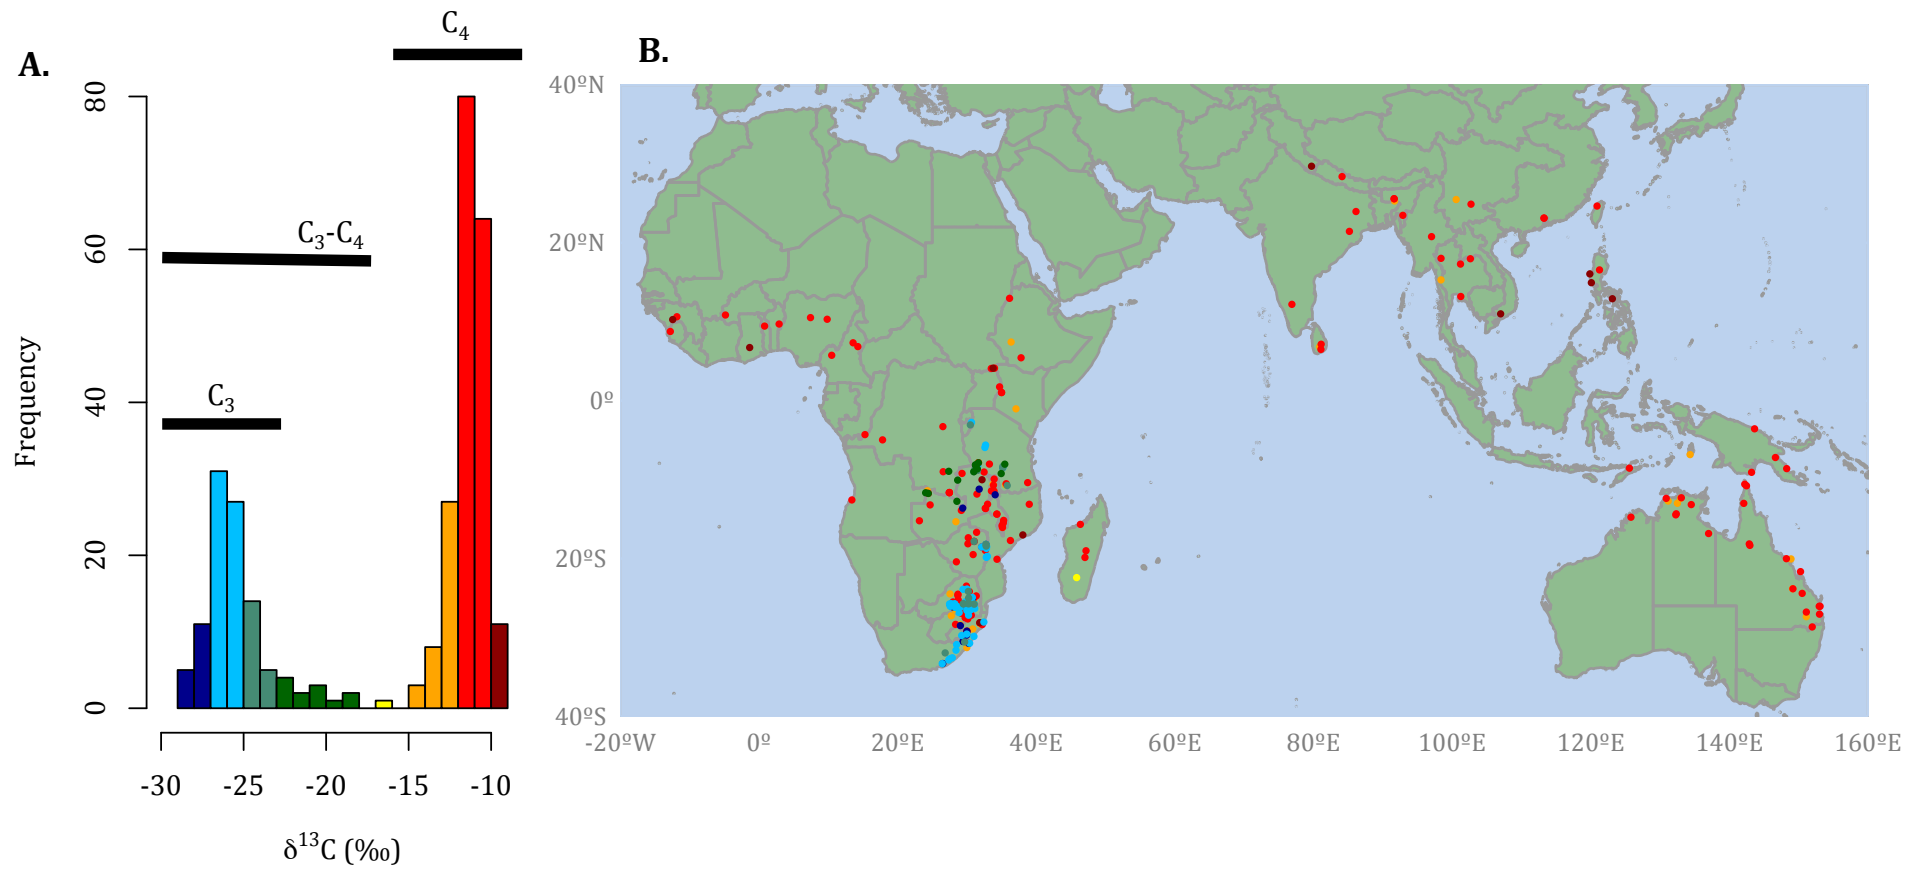 A.
C₄
C₃-C₄
C₃
Frequency
80
60
40
20
0
-30 -25 -20 -15 -10
δ¹³C (‰)
B.
40ºN
20ºN
0º
20ºS
40ºS
-20ºW 0º 20ºE 40ºE 60ºE 80ºE 100ºE 120ºE 140ºE 160ºE